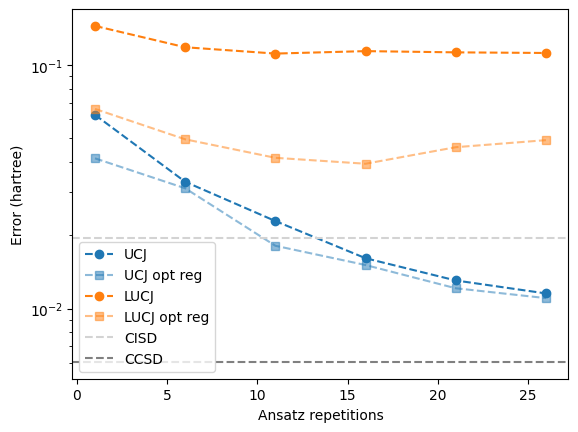 10⁻¹
10⁻²
Error (hartree)
UCJ
UCJ opt reg
LUCJ
LUCJ opt reg
CISD
CCSD
0 5 10 15 20 25
Ansatz repetitions